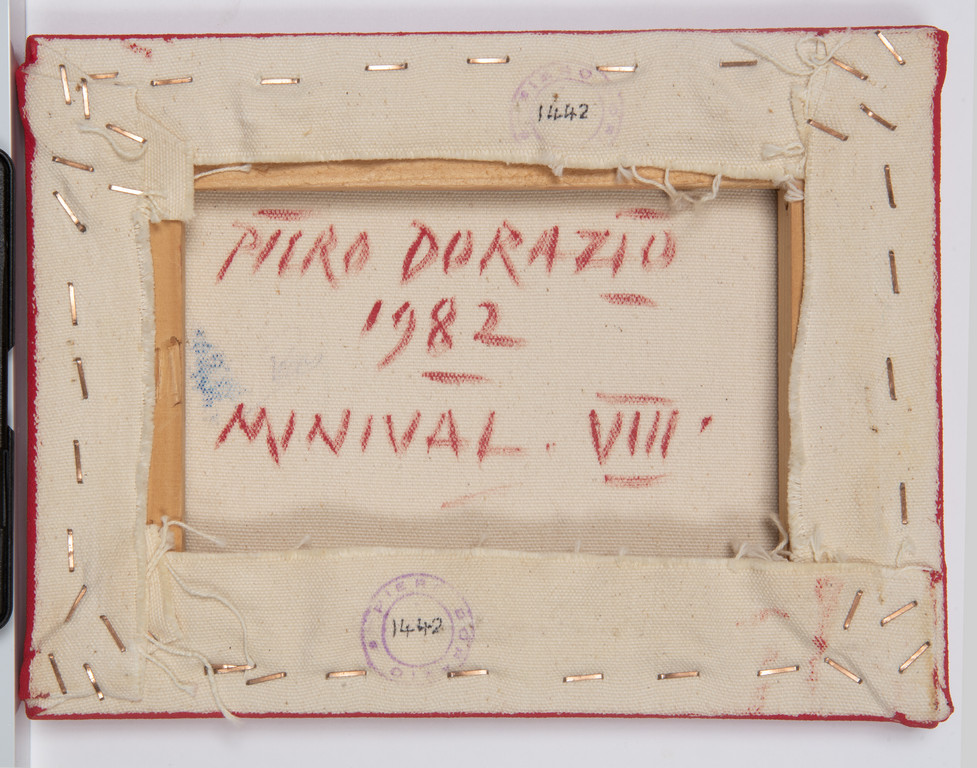 1442
PIERO DORAZIO
1982
MINIVAL. VIII.
1442